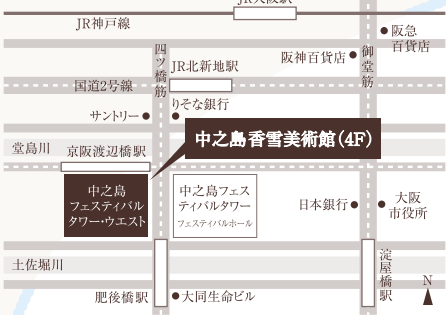 JR大阪駅
JR神戸線
阪急
百貨店
四ツ橋筋
御堂筋
阪神百貨店
JR北新地駅
国道2号線
りそな銀行
サントリー
中之島香雪美術館(4F)
堂島川
京阪渡辺橋駅
中之島
フェスティバル
タワー・ウエスト
中之島フェス
ティバルタワー
フェスティバルホール
日本銀行
大阪
市役所
土佐堀川
淀屋橋駅
肥後橋駅
大同生命ビル
N